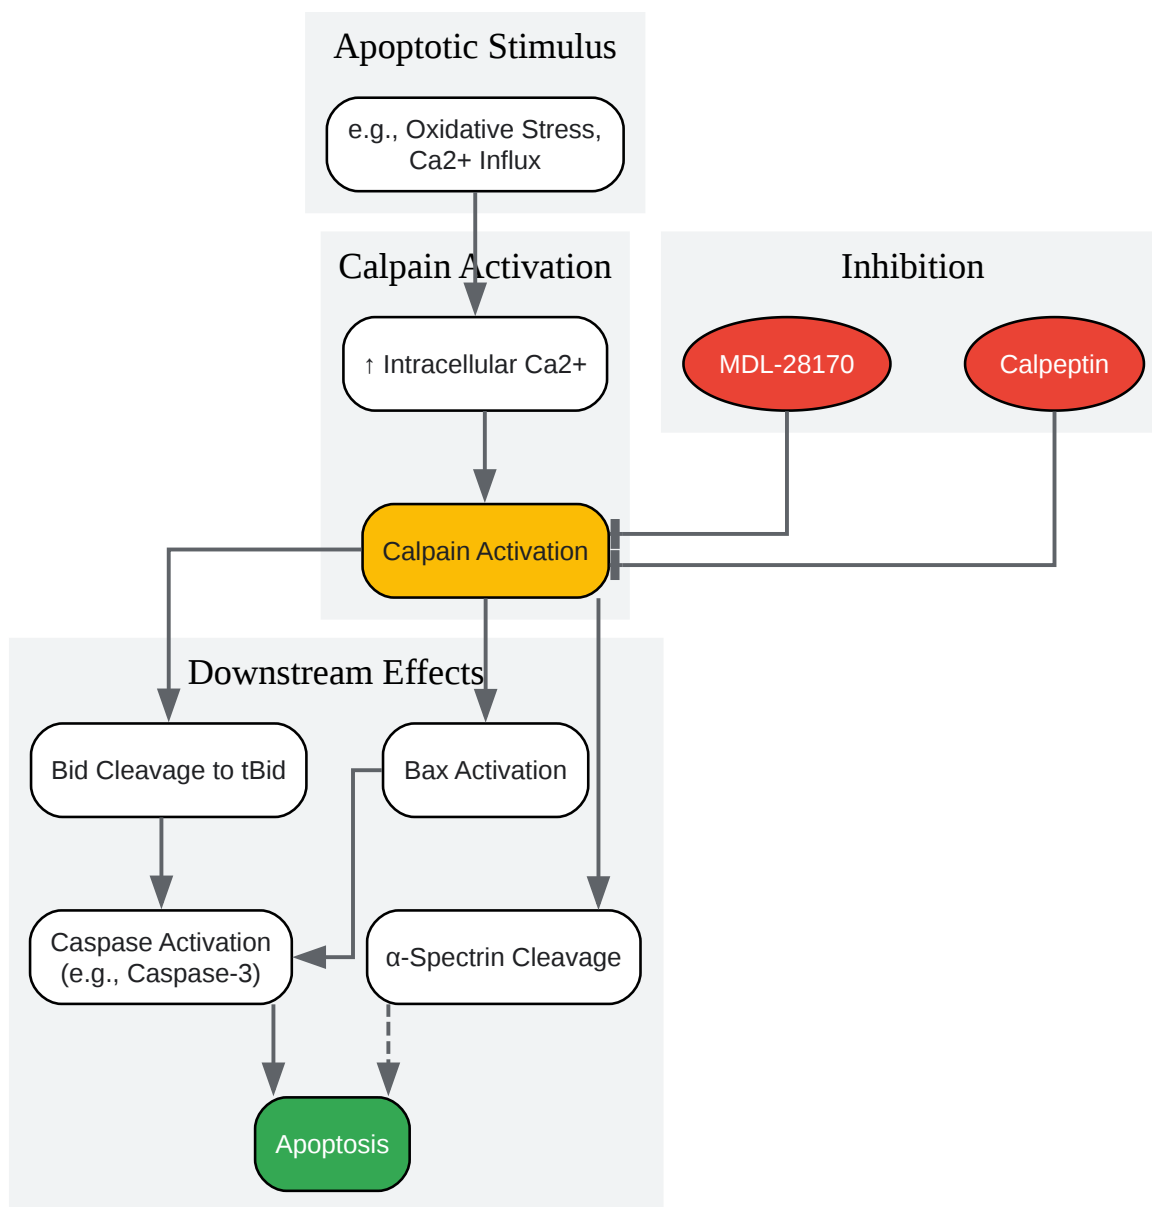 Apoptotic Stimulus
e.g., Oxidative Stress,
Ca2+ Influx
Calpain Activation
Inhibition
↑ Intracellular Ca2+
MDL-28170
Calpeptin
Calpain Activation
Downstream Effects
Bid Cleavage to tBid
Bax Activation
Caspase Activation
(e.g., Caspase-3)
α-Spectrin Cleavage
Apoptosis